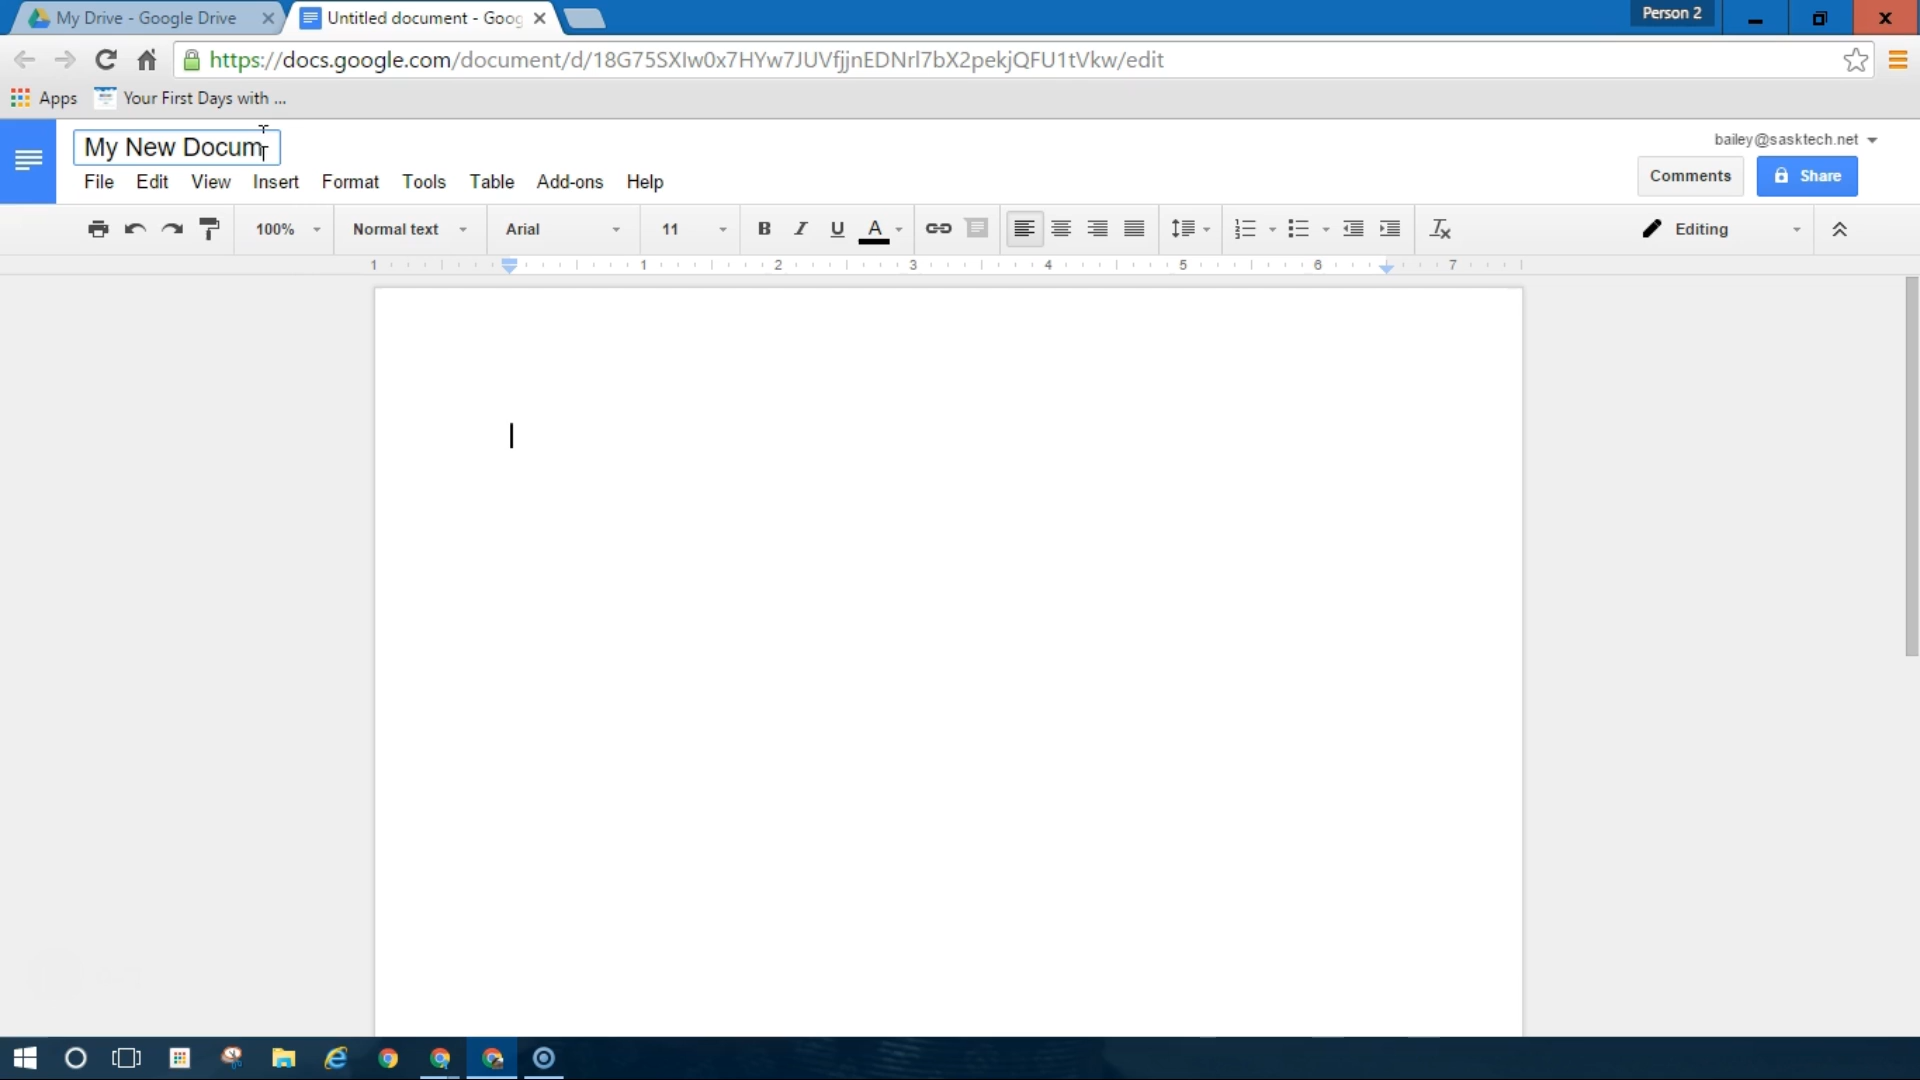 My Drive - Google Drive
Untitled document - Goog
Person 2
https://docs.google.com/document/d/18G75SXIw0x7HYw7JUVfjjnEDNrl7bX2pekjQFU1tVkw/edit
Apps
Your First Days with ...
My New Docum
bailey@sasktech.net
File Edit View Insert Format Tools Table Add-ons Help
Comments
Share
100% Normal text Arial 11 B I U A Editing
1 1 2 3 4 5 6 7